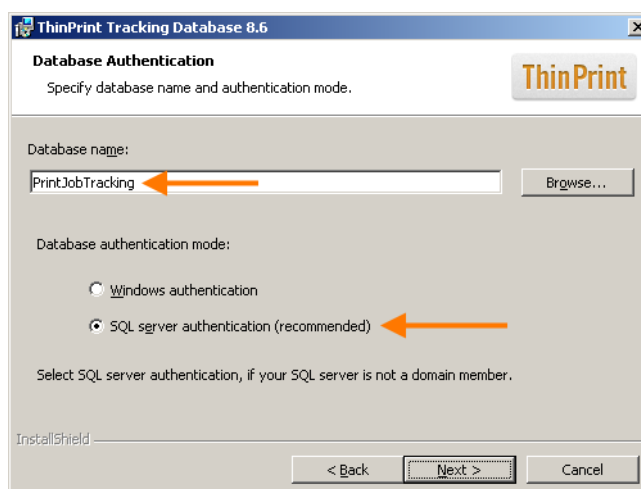 ThinPrint Tracking Database 8.6
Database Authentication
Specify database name and authentication mode.
ThinPrint
Database name:
PrintJobTracking
Browse...
Database authentication mode:
Windows authentication
SQL server authentication (recommended)
Select SQL server authentication, if your SQL server is not a domain member.
InstallShield
< Back
Next >
Cancel